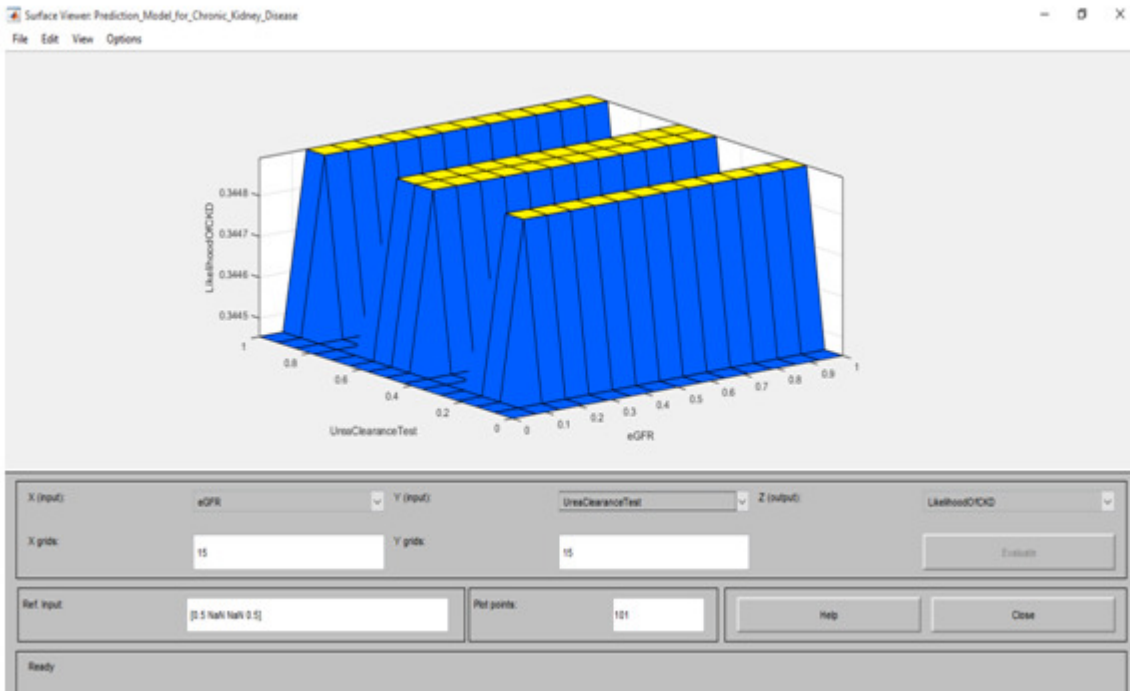 Surface Viewer: Prediction_Model_for_Chronic_Kidney_Disease
File Edit View Options
0.3448
0.3447
0.3446
0.3445
LikelihoodOfCKD
1
0.8
0.6
0.4
0.2
0
UreaClearanceTest
0
0.1
0.2
0.3
0.4
0.5
0.6
0.7
0.8
0.9
1
eGFR
X (input): eGFR Y (input): UreaClearanceTest Z (output): LikelihoodOfCKD
X grids: 15 Y grids: 15 Evaluate
Ref. Input: [0.5 NaN NaN 0.5] Plot points: 101 Help Close
Ready